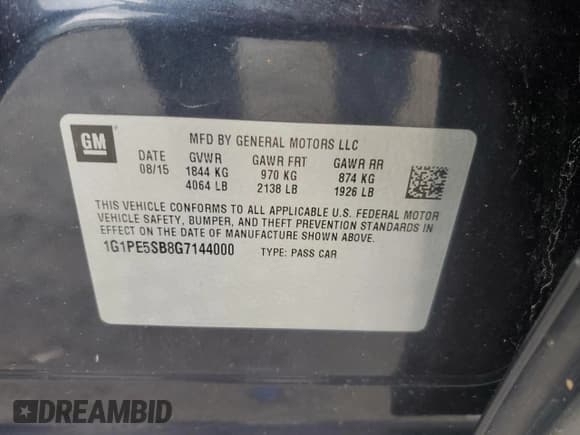 GM
MFD BY GENERAL MOTORS LLC
DATE GVWR GAWR FRT GAWR RR
08/15 1844 KG 970 KG 874 KG
4064 LB 2138 LB 1926 LB
THIS VEHICLE CONFORMS TO ALL APPLICABLE U.S. FEDERAL MOTOR
VEHICLE SAFETY, BUMPER, AND THEFT PREVENTION STANDARDS IN
EFFECT ON THE DATE OF MANUFACTURE SHOWN ABOVE.
1G1PE5SB8G7144000 TYPE: PASS CAR
DREAMBID